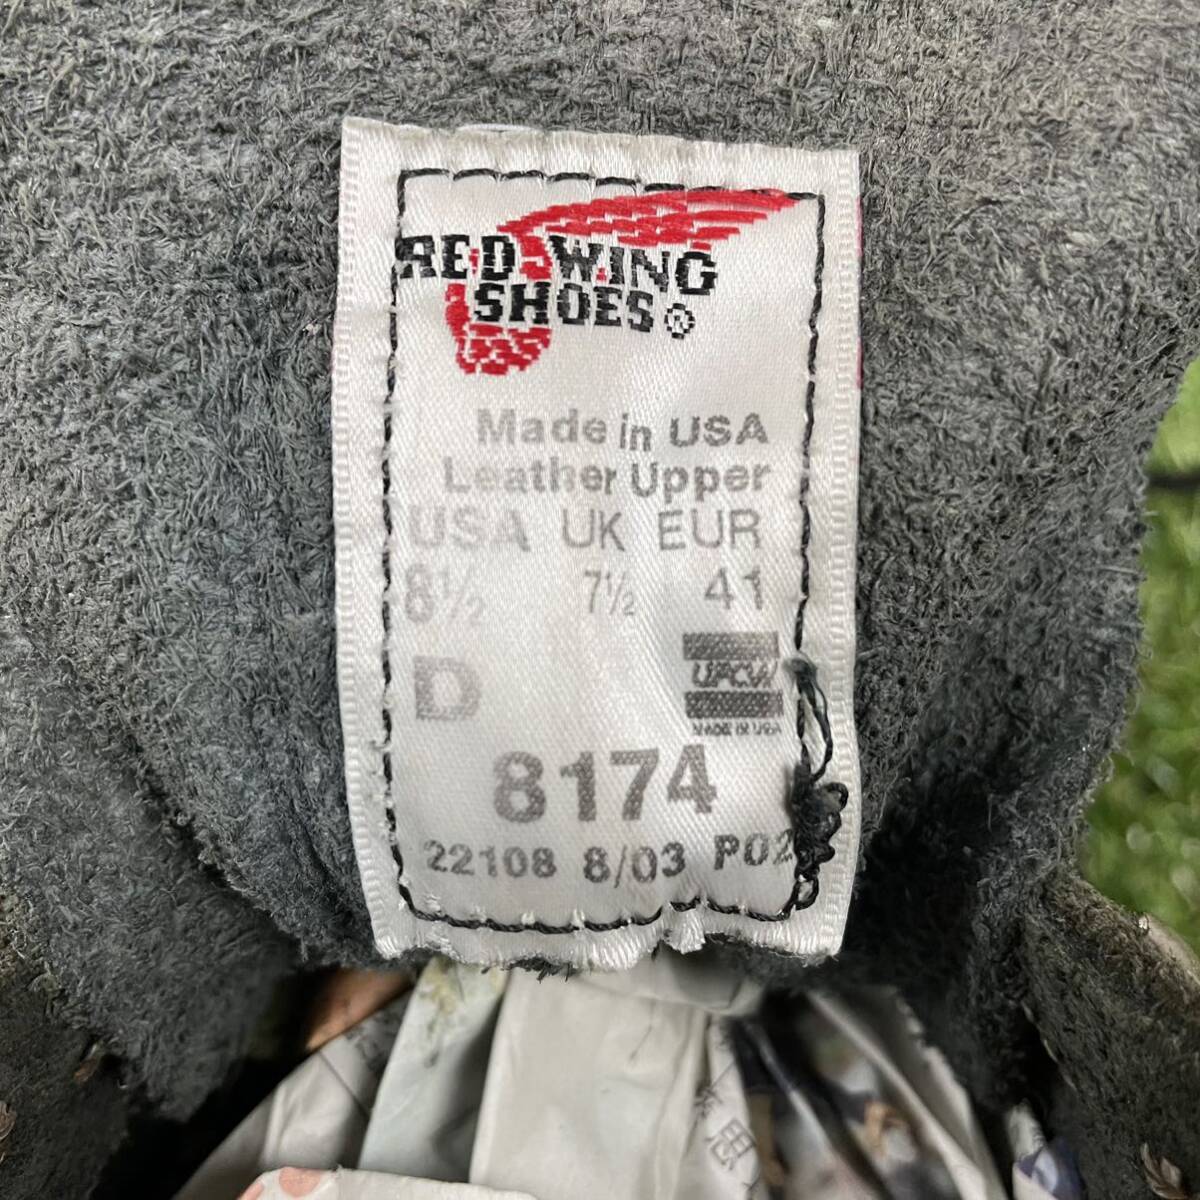 RED WING
SHOES ®
Made in USA
Leather Upper
USA UK EUR
8½ 7½ 41
D
UFCW
MADE IN USA
8174
22108 8/03 P02
思